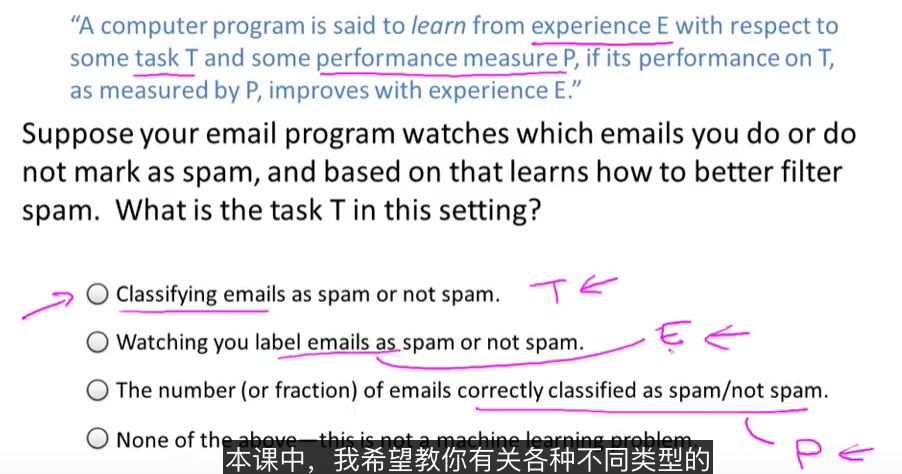 “A computer program is said to learn from experience E with respect to
some task T and some performance measure P, if its performance on T,
as measured by P, improves with experience E.”
Suppose your email program watches which emails you do or do
not mark as spam, and based on that learns how to better filter
spam.  What is the task T in this setting?
Classifying emails as spam or not spam. T
Watching you label emails as spam or not spam. E
The number (or fraction) of emails correctly classified as spam/not spam.
None of the above—this is not a machine learning problem.
P
本课中，我希望教你有关各种不同类型的